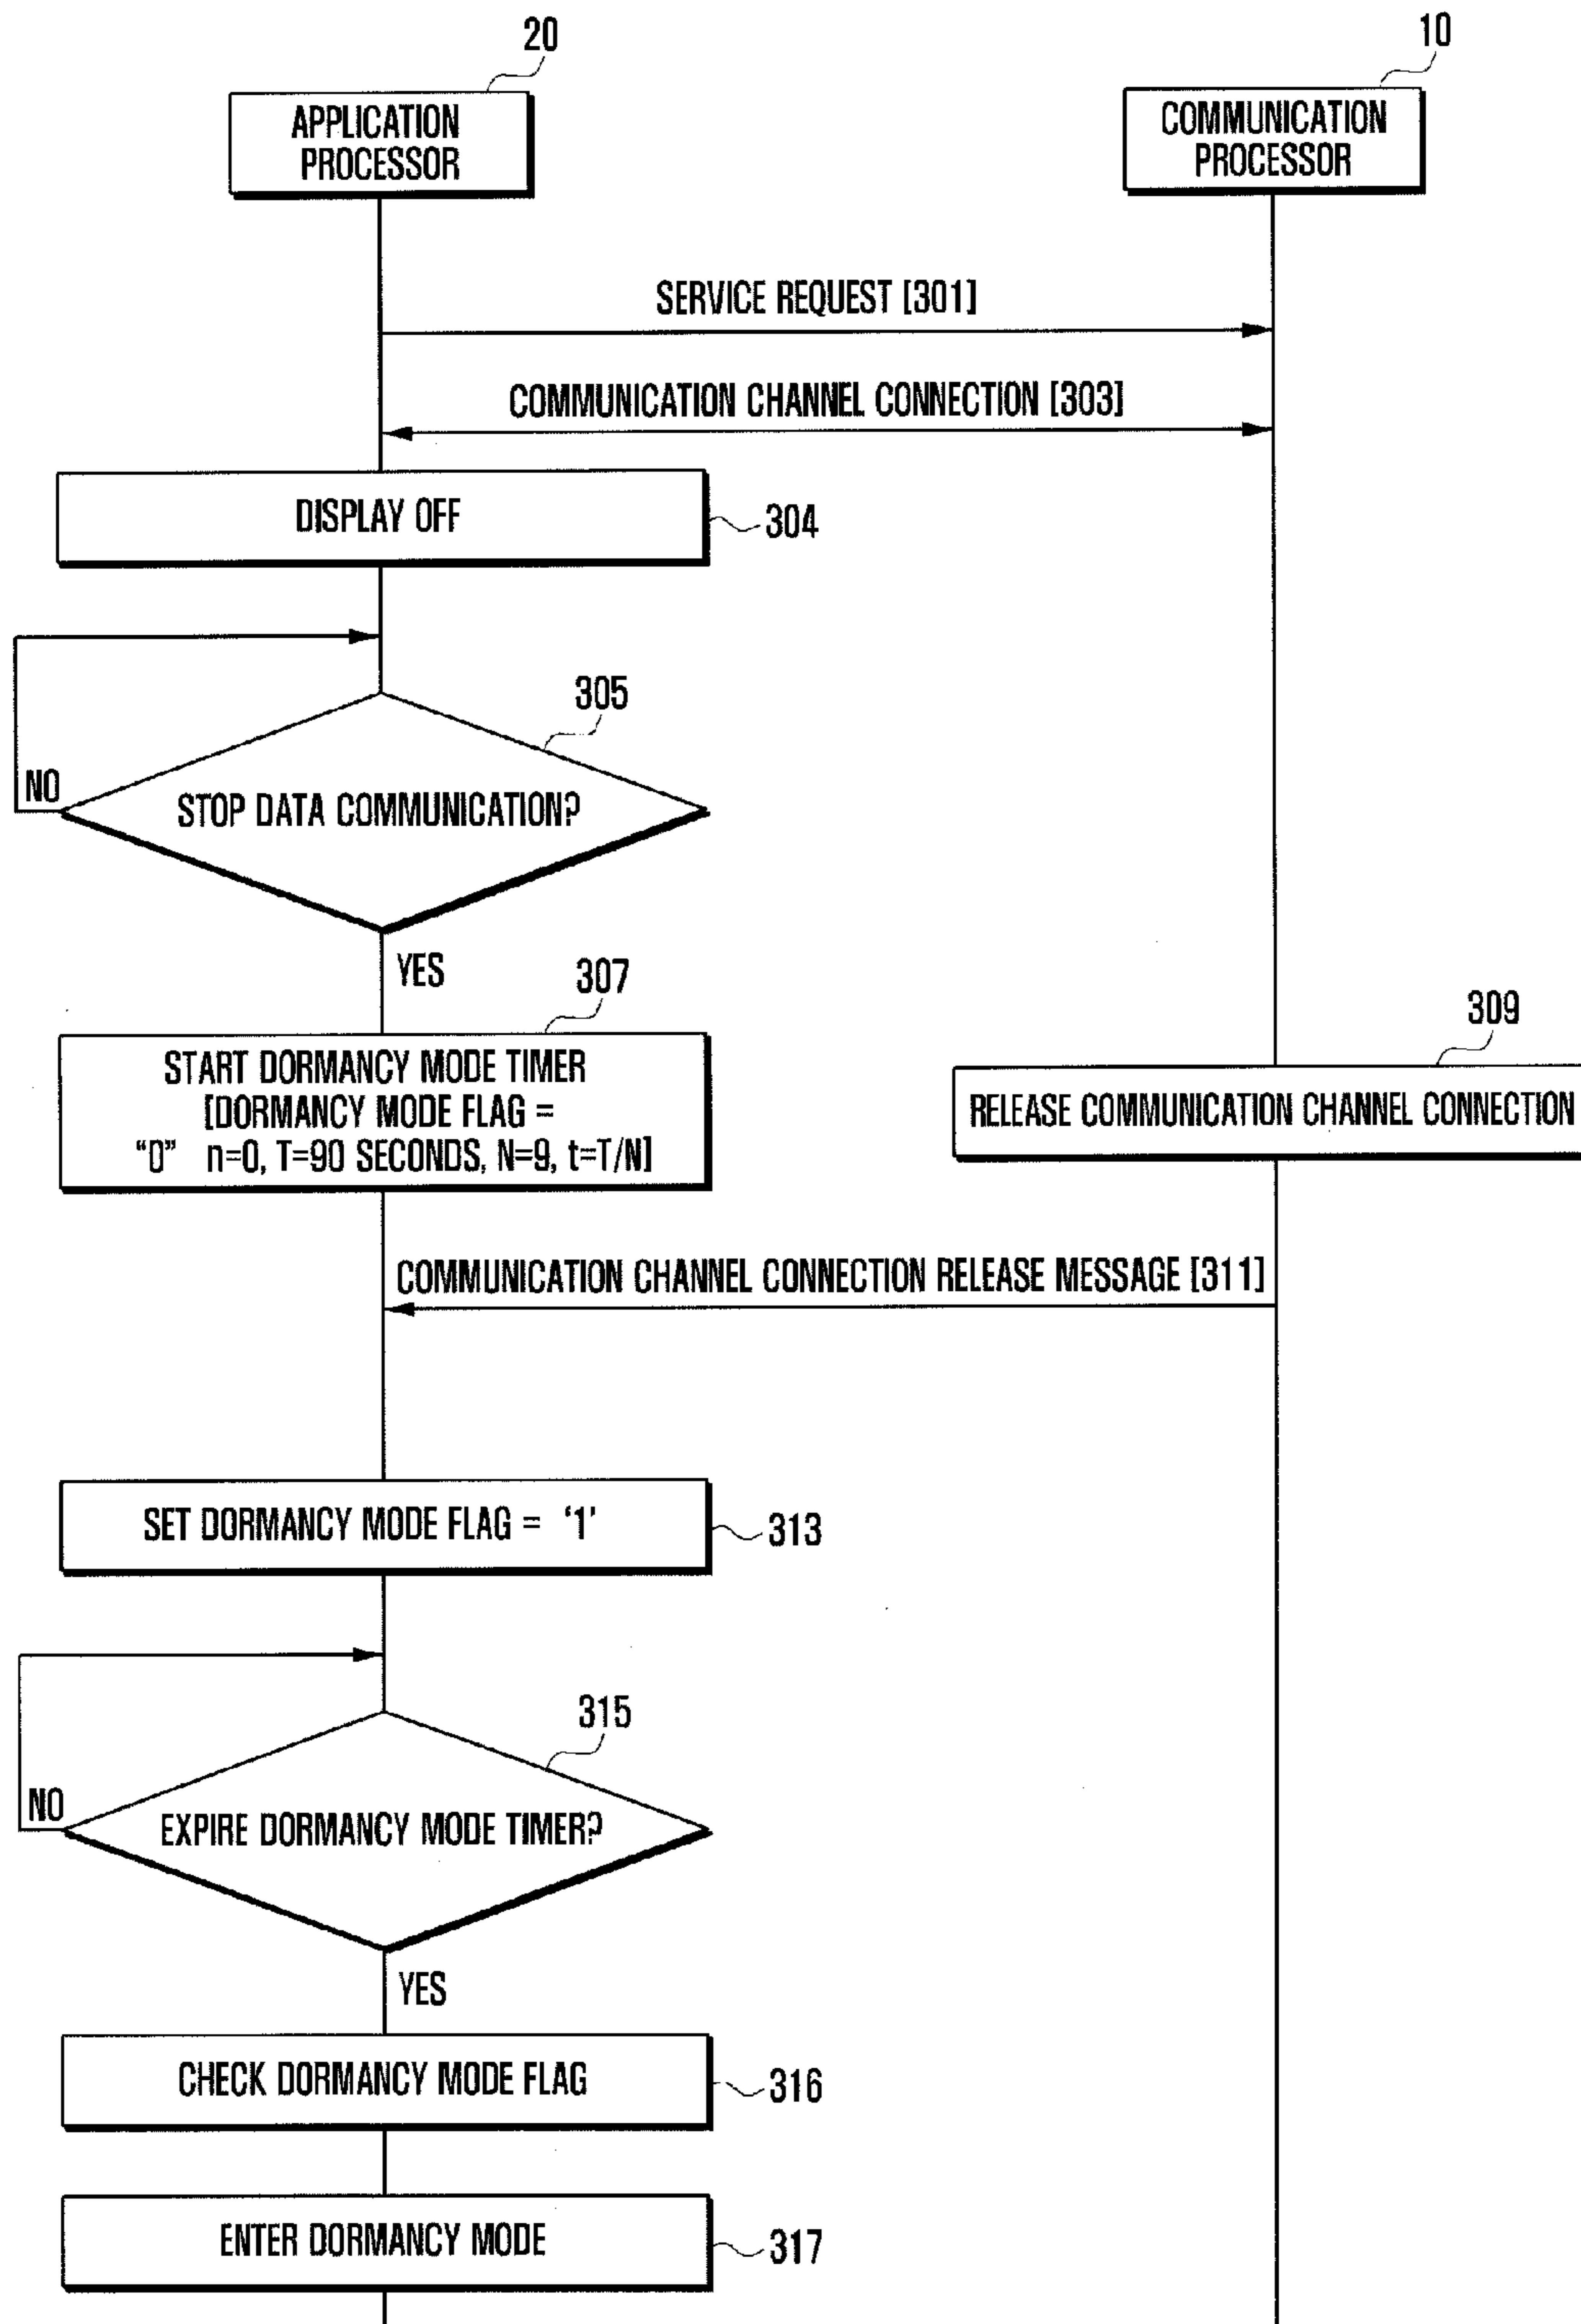 20
10
APPLICATION
PROCESSOR
COMMUNICATION
PROCESSOR
SERVICE REQUEST [301]
COMMUNICATION CHANNEL CONNECTION [303]
DISPLAY OFF
304
305
NO
STOP DATA COMMUNICATION?
YES
307
309
START DORMANCY MODE TIMER
[DORMANCY MODE FLAG =
“0” n=0, T=90 SECONDS, N=9, t=T/N]
RELEASE COMMUNICATION CHANNEL CONNECTION
COMMUNICATION CHANNEL CONNECTION RELEASE MESSAGE [311]
SET DORMANCY MODE FLAG = ‘1’
313
315
NO
EXPIRE DORMANCY MODE TIMER?
YES
CHECK DORMANCY MODE FLAG
316
ENTER DORMANCY MODE
317